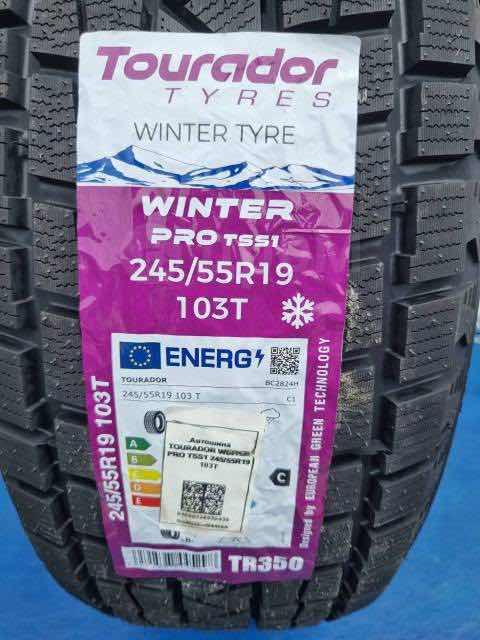 Tourador
TYRES
WINTER TYRE
WINTER
PRO TSS1
245/55R19
103T
ENERG
TOURADOR
BC2824H
245/55R19 103 T
C1
A
B
C
D
E
C
Автошина
TOURADOR WINTER
PRO TSS1 245/55R19
103T
245/55R19 103T
Designed by EUROPEAN GREEN TECHNOLOGY
TR350